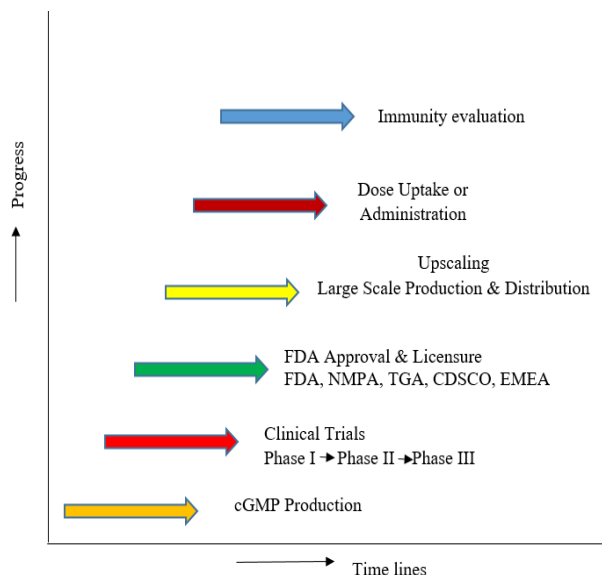 Immunity evaluation
Dose Uptake or
Administration
Upscaling
Large Scale Production & Distribution
FDA Approval & Licensure
FDA, NMPA, TGA, CDSCO, EMEA
Clinical Trials
Phase I → Phase II → Phase III
cGMP Production
Progress
Time lines